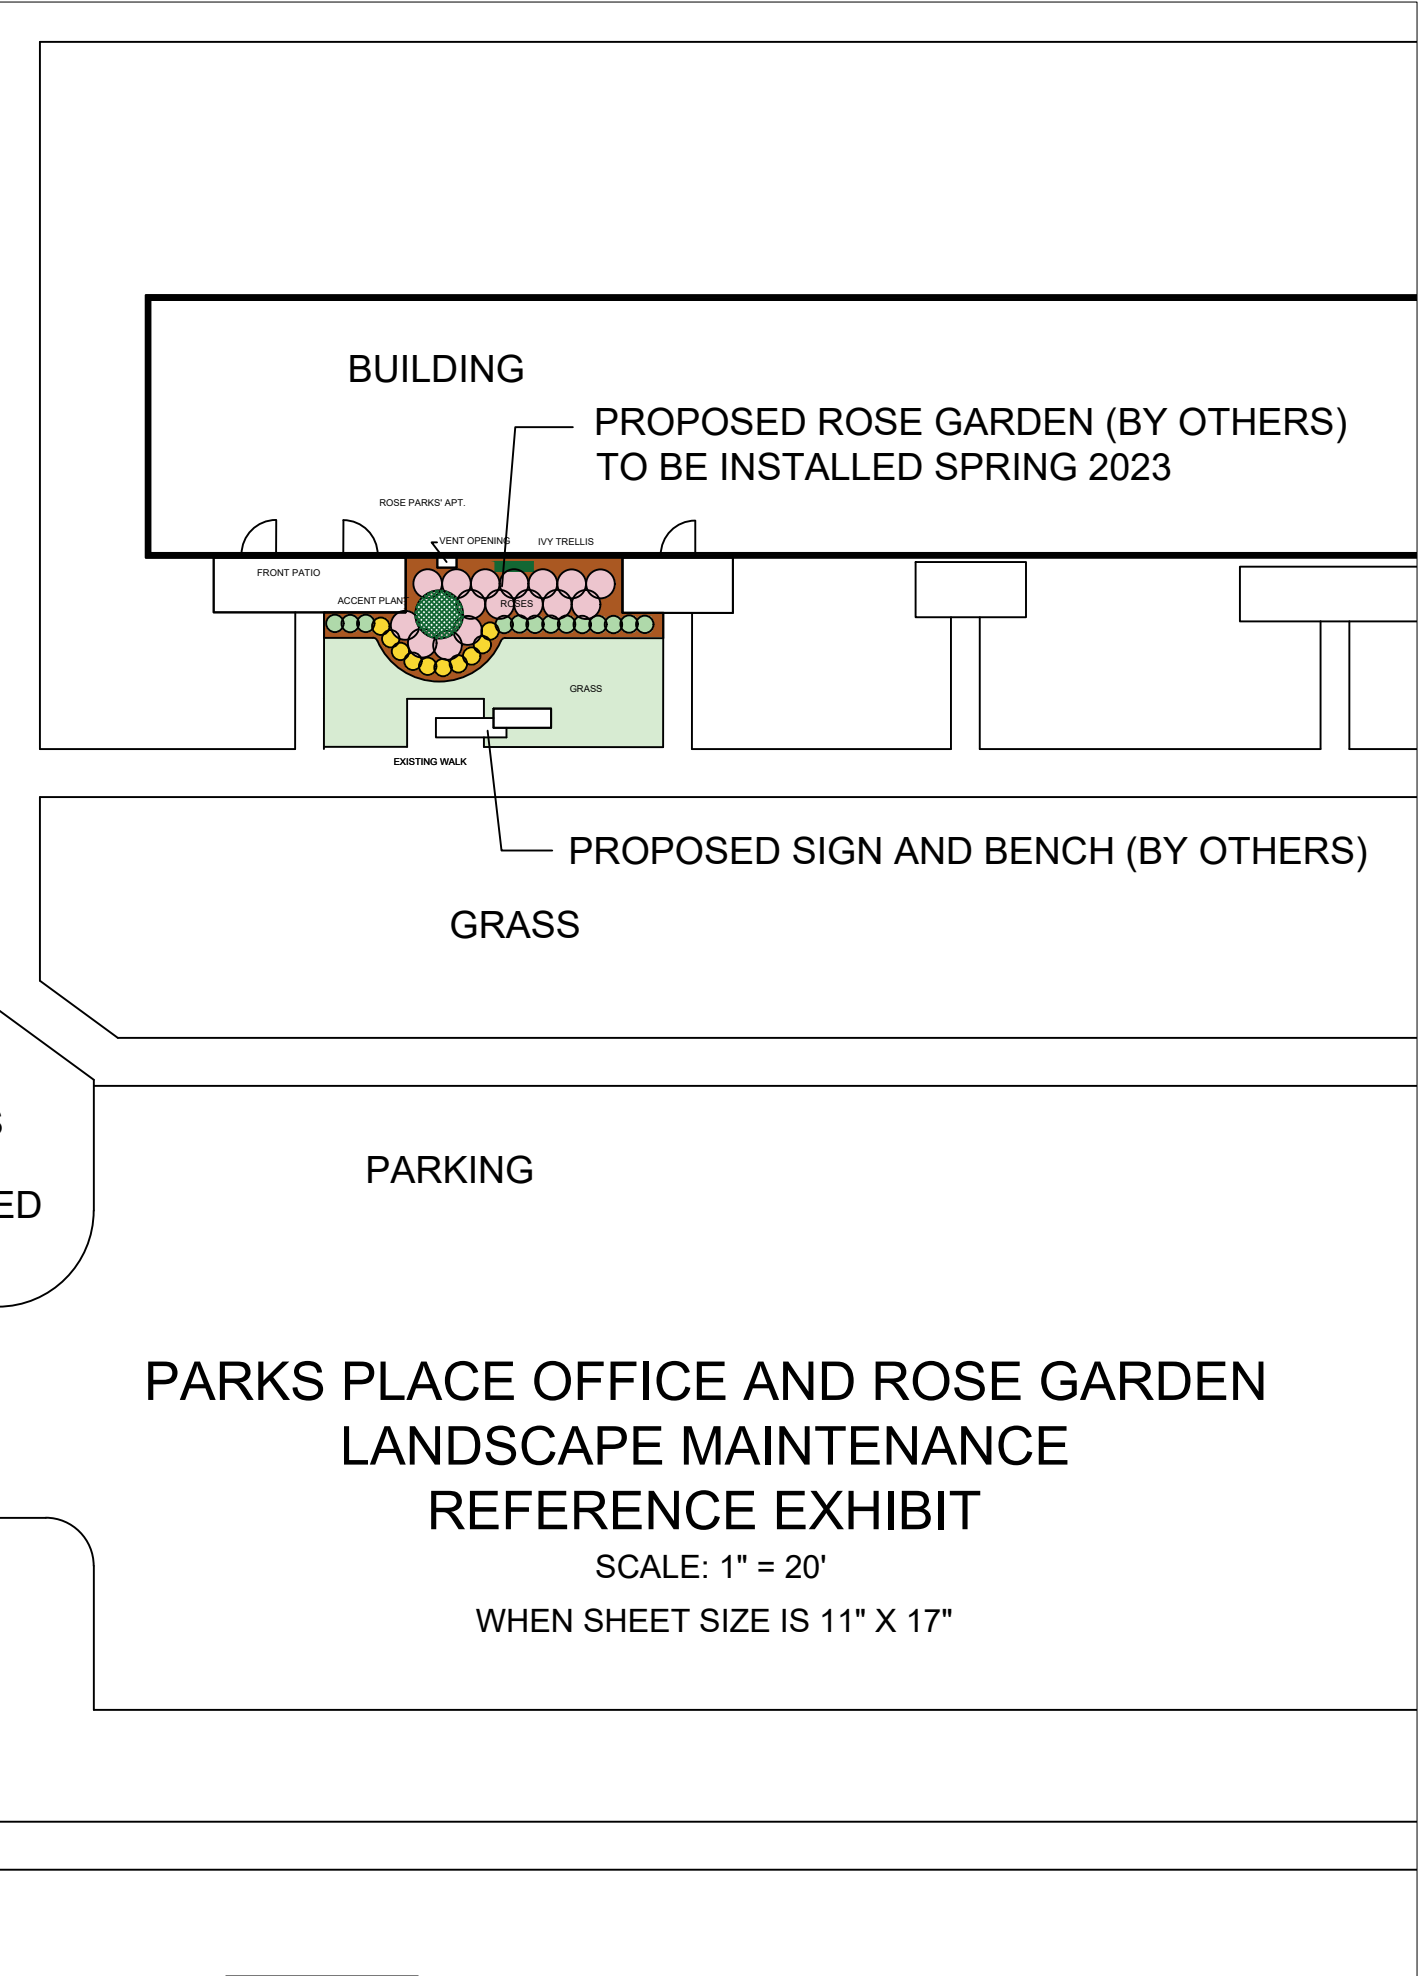 BUILDING
PROPOSED ROSE GARDEN (BY OTHERS)
TO BE INSTALLED SPRING 2023
ROSE PARKS' APT.
VENT OPENING
IVY TRELLIS
FRONT PATIO
ACCENT PLANT
ROSES
GRASS
EXISTING WALK
PROPOSED SIGN AND BENCH (BY OTHERS)
GRASS
S
ED
PARKING
PARKS PLACE OFFICE AND ROSE GARDEN
LANDSCAPE MAINTENANCE
REFERENCE EXHIBIT
SCALE: 1" = 20'
WHEN SHEET SIZE IS 11" X 17"